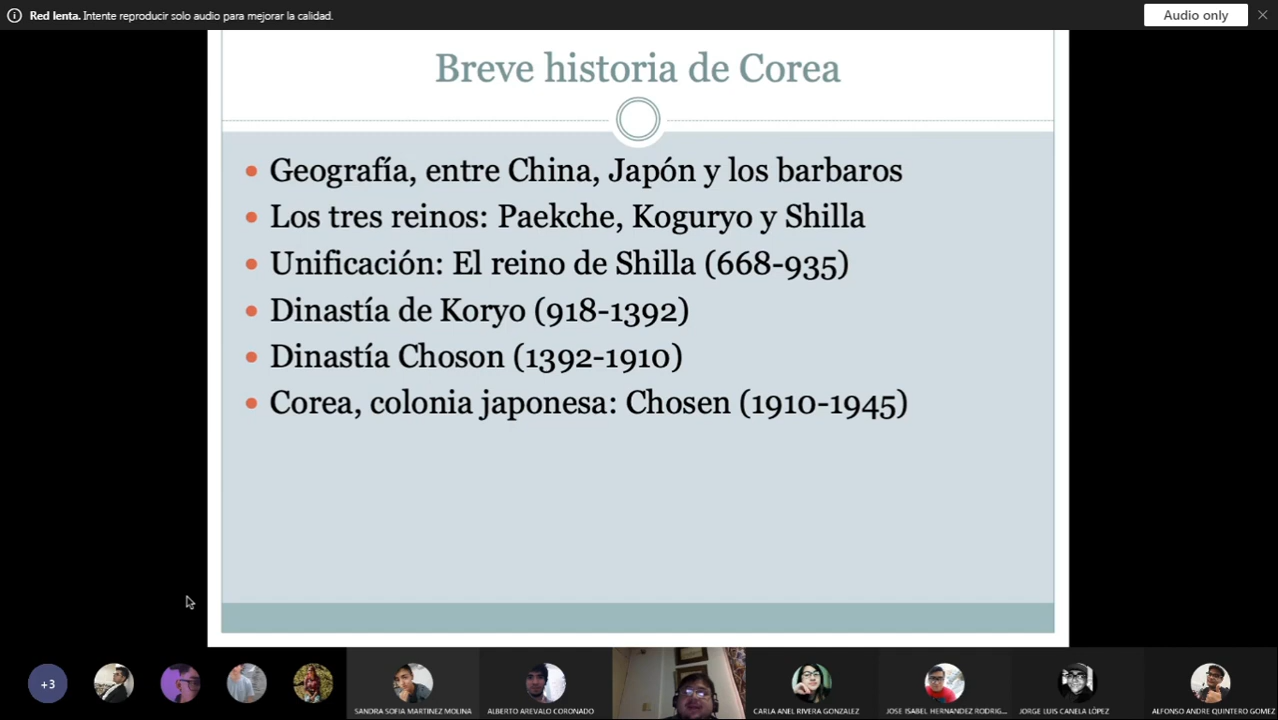 Red lenta. Intente reproducir solo audio para mejorar la calidad.
Audio only
Breve historia de Corea
Geografía, entre China, Japón y los barbaros
Los tres reinos: Paekche, Koguryo y Shilla
Unificación: El reino de Shilla (668-935)
Dinastía de Koryo (918-1392)
Dinastía Choson (1392-1910)
Corea, colonia japonesa: Chosen (1910-1945)
+3
SANDRA SOFIA MARTINEZ MOLINA
ALBERTO AREVALO CORONADO
CARLA ANEL RIVERA GONZALEZ
JOSE ISABEL HERNANDEZ RODRIG...
JORGE LUIS CANELA LÓPEZ
ALFONSO ANDRE QUINTERO GOMEZ